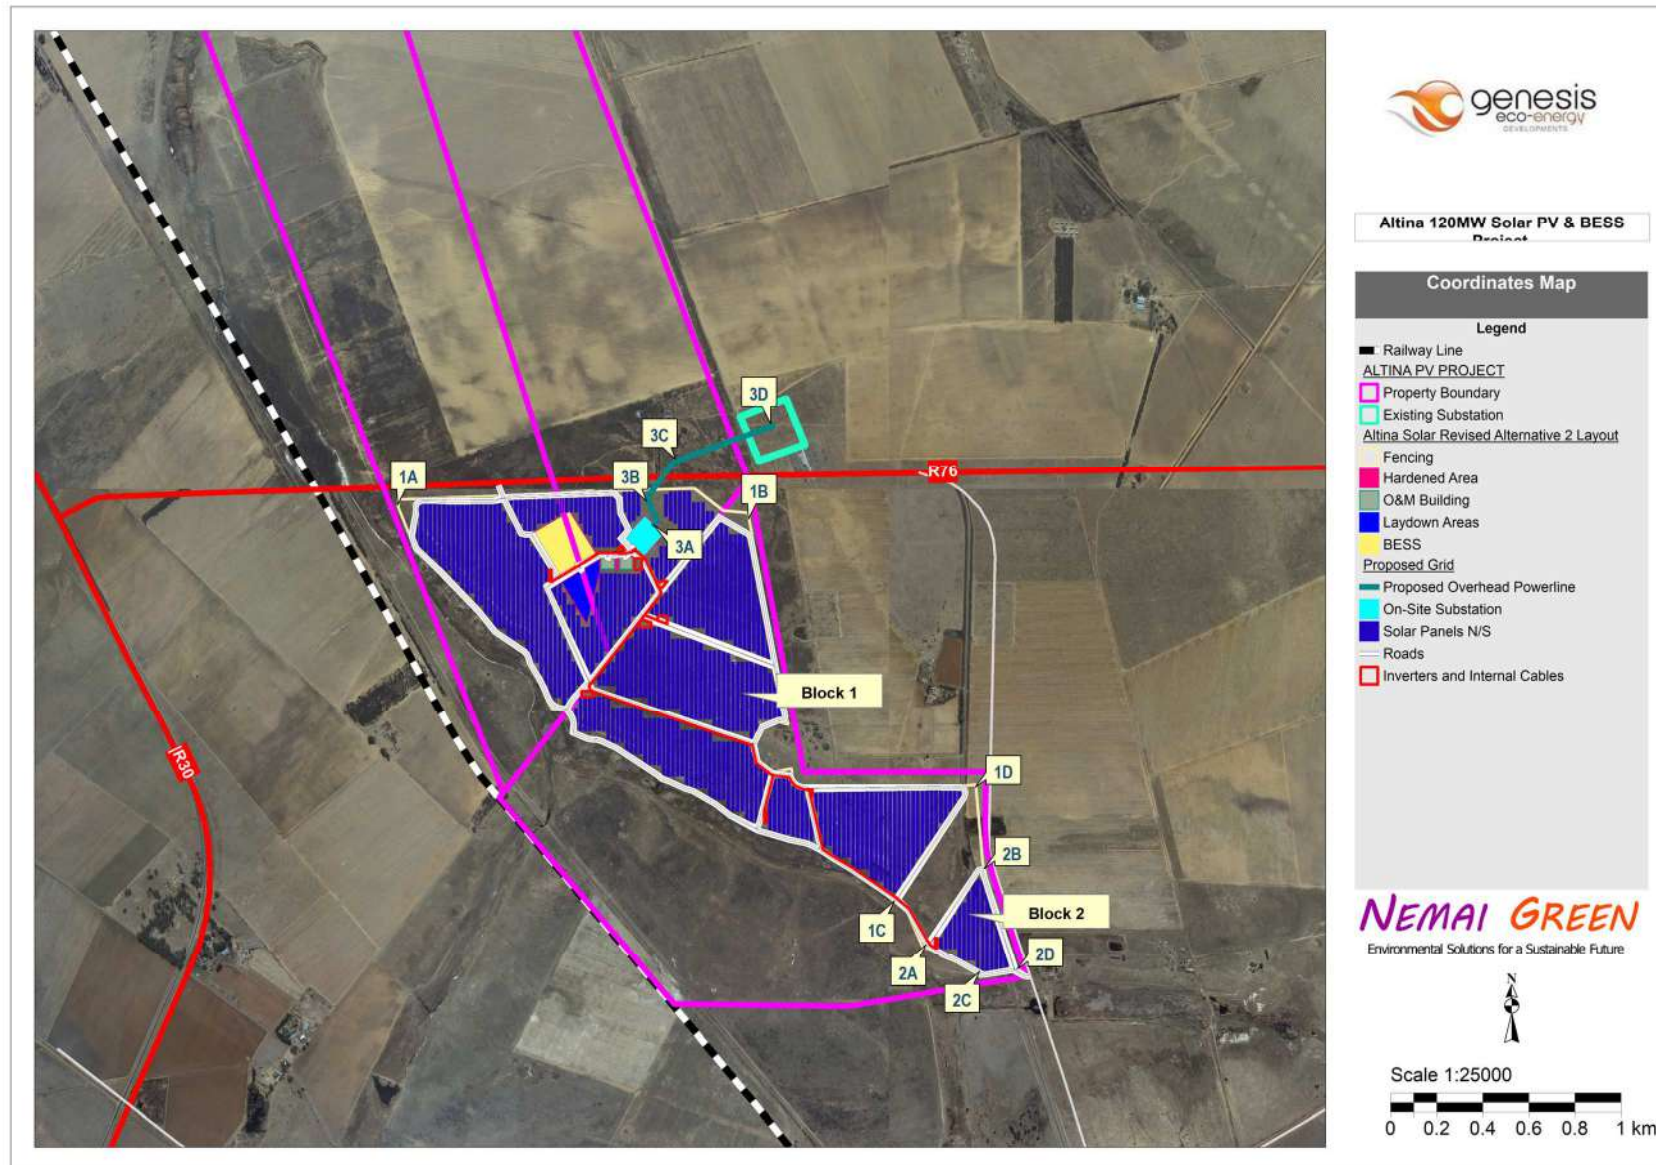 genesis
eco-energy
DEVELOPMENTS
Altina 120MW Solar PV & BESS
Project
Coordinates Map
Legend
Railway Line
ALTINA PV PROJECT
Property Boundary
Existing Substation
Altina Solar Revised Alternative 2 Layout
Fencing
Hardened Area
O&M Building
Laydown Areas
BESS
Proposed Grid
Proposed Overhead Powerline
On-Site Substation
Solar Panels N/S
Roads
Inverters and Internal Cables
NEMAI GREEN
Environmental Solutions for a Sustainable Future
N
Scale 1:25000
0 0.2 0.4 0.6 0.8 1 km
3D
3C
R76
1A
3B
1B
3A
Block 1
R30
1D
2B
1C
Block 2
2A
2D
2C